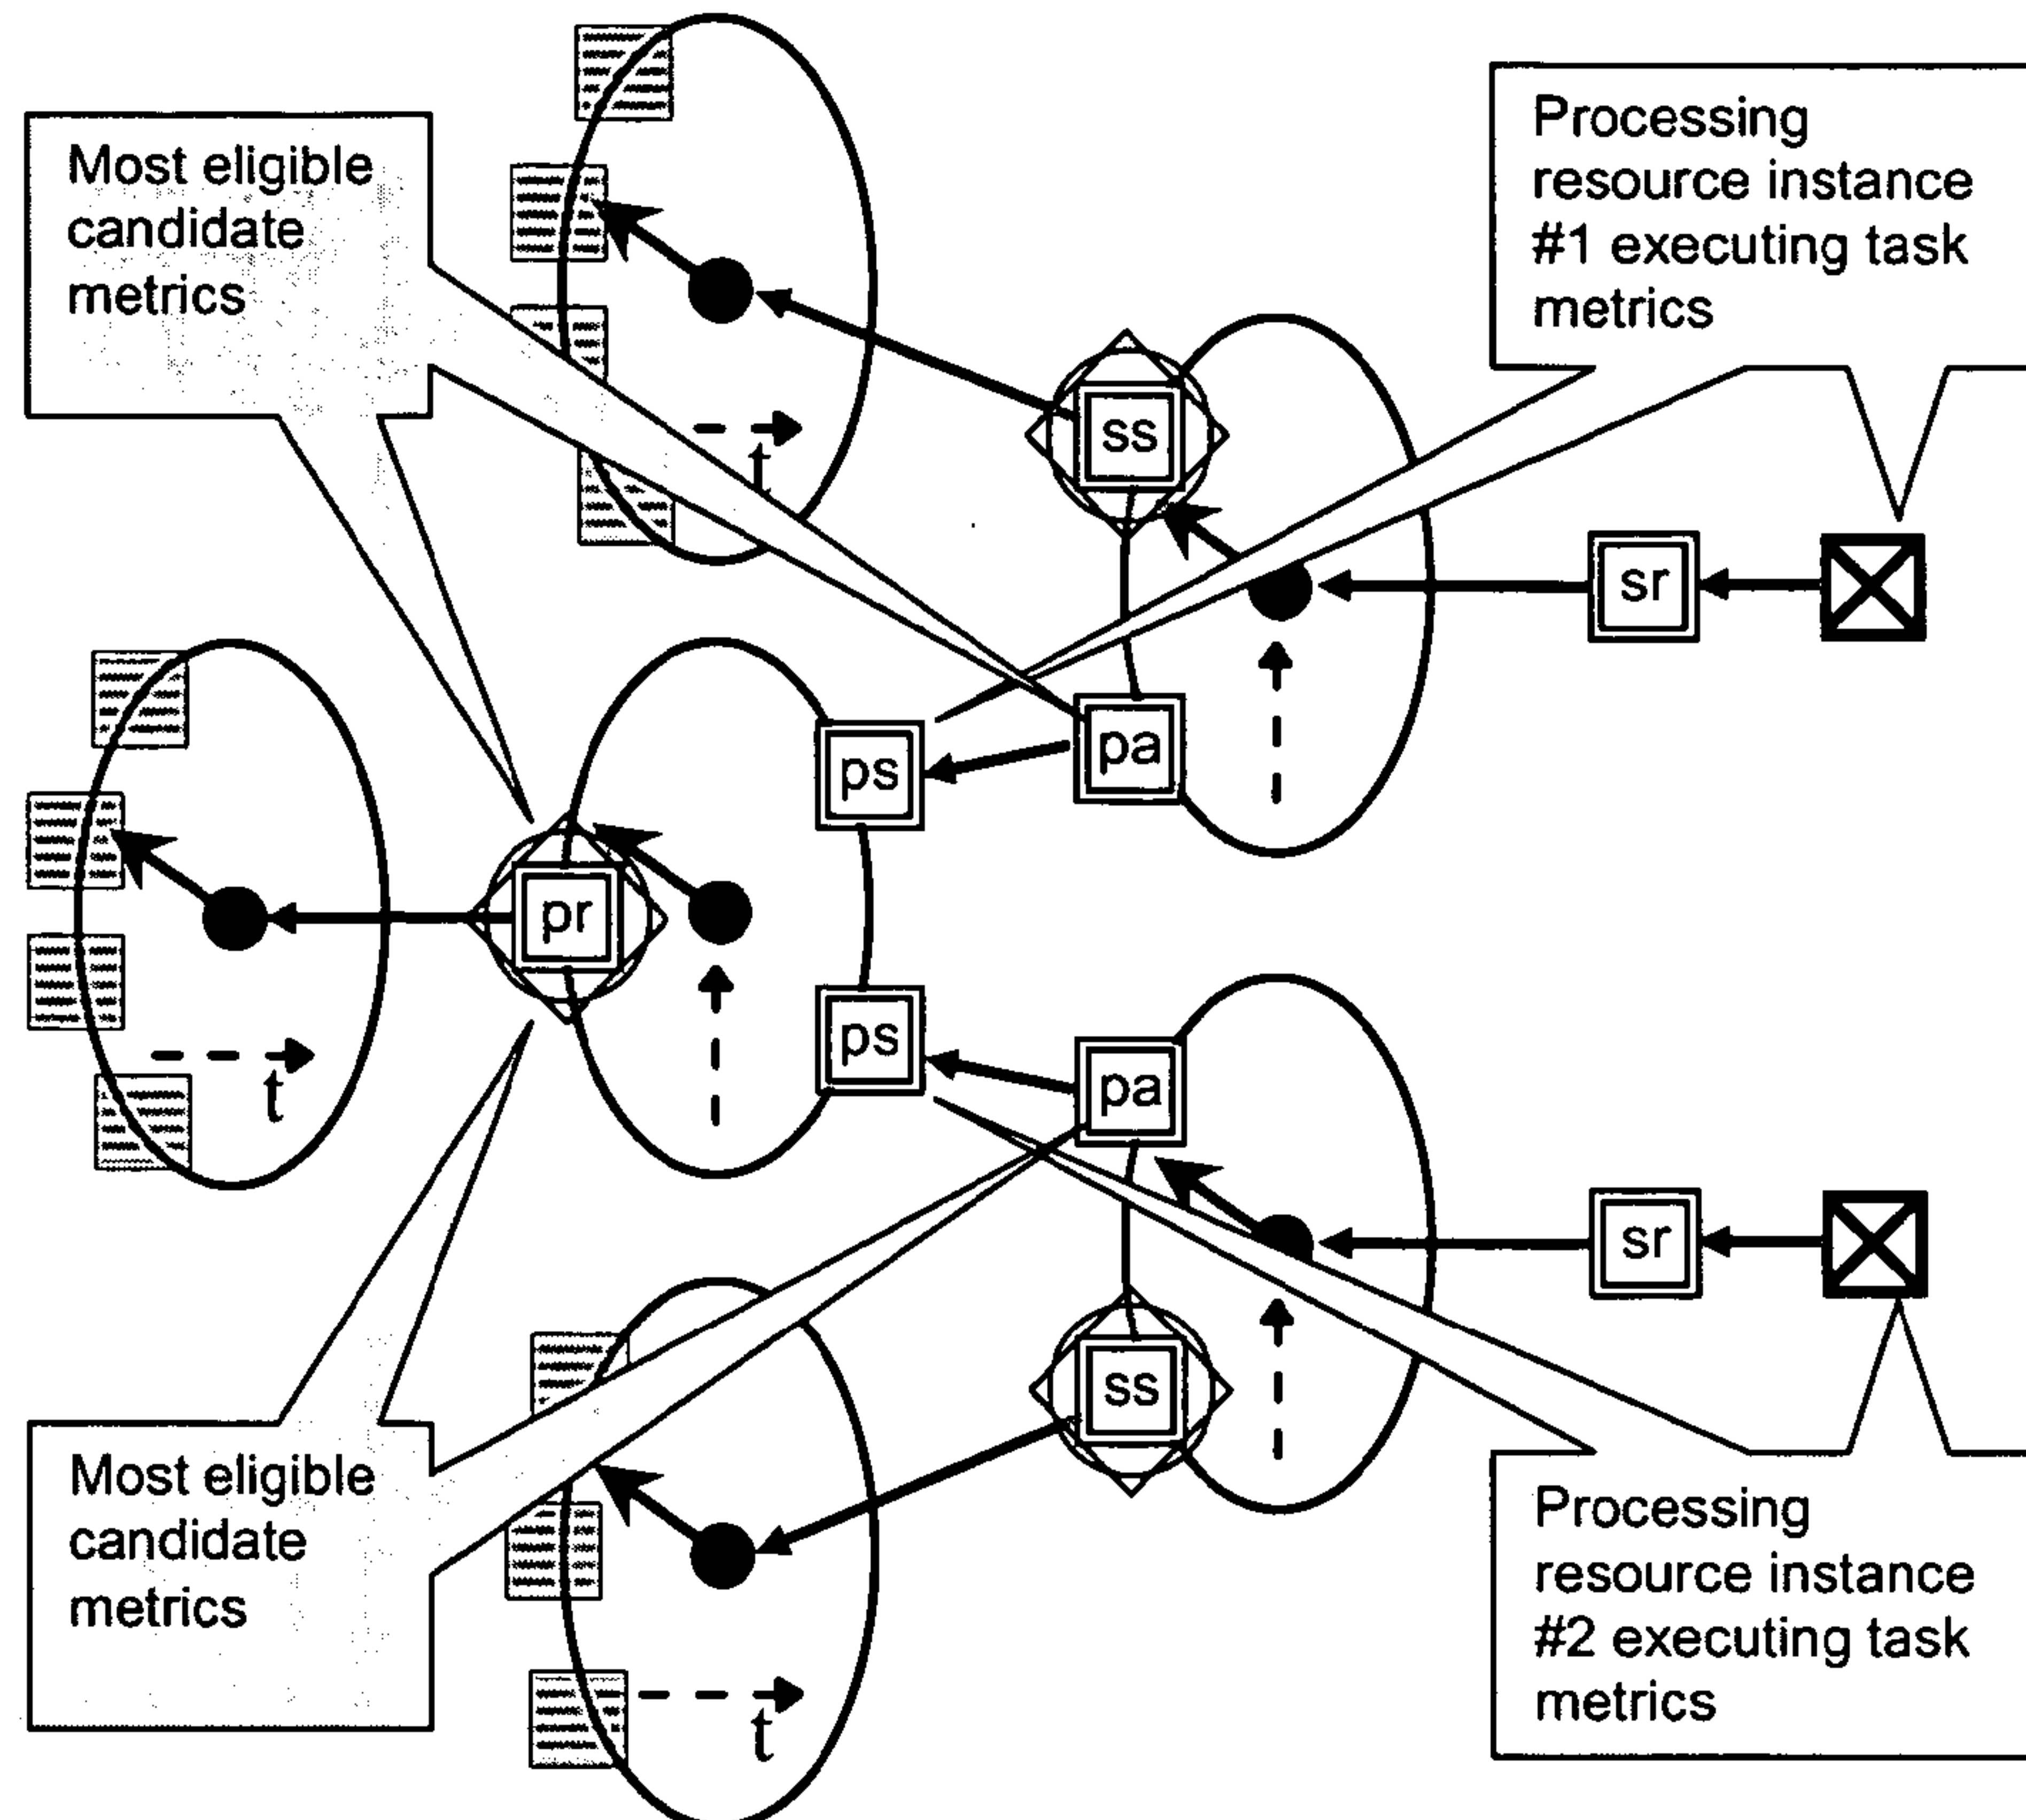 Most eligible
candidate
metrics
Processing
resource instance
#1 executing task
metrics
t
ss
sr
pa
ps
pr
ps
t
pa
sr
ss
Most eligible
candidate
metrics
t
Processing
resource instance
#2 executing task
metrics